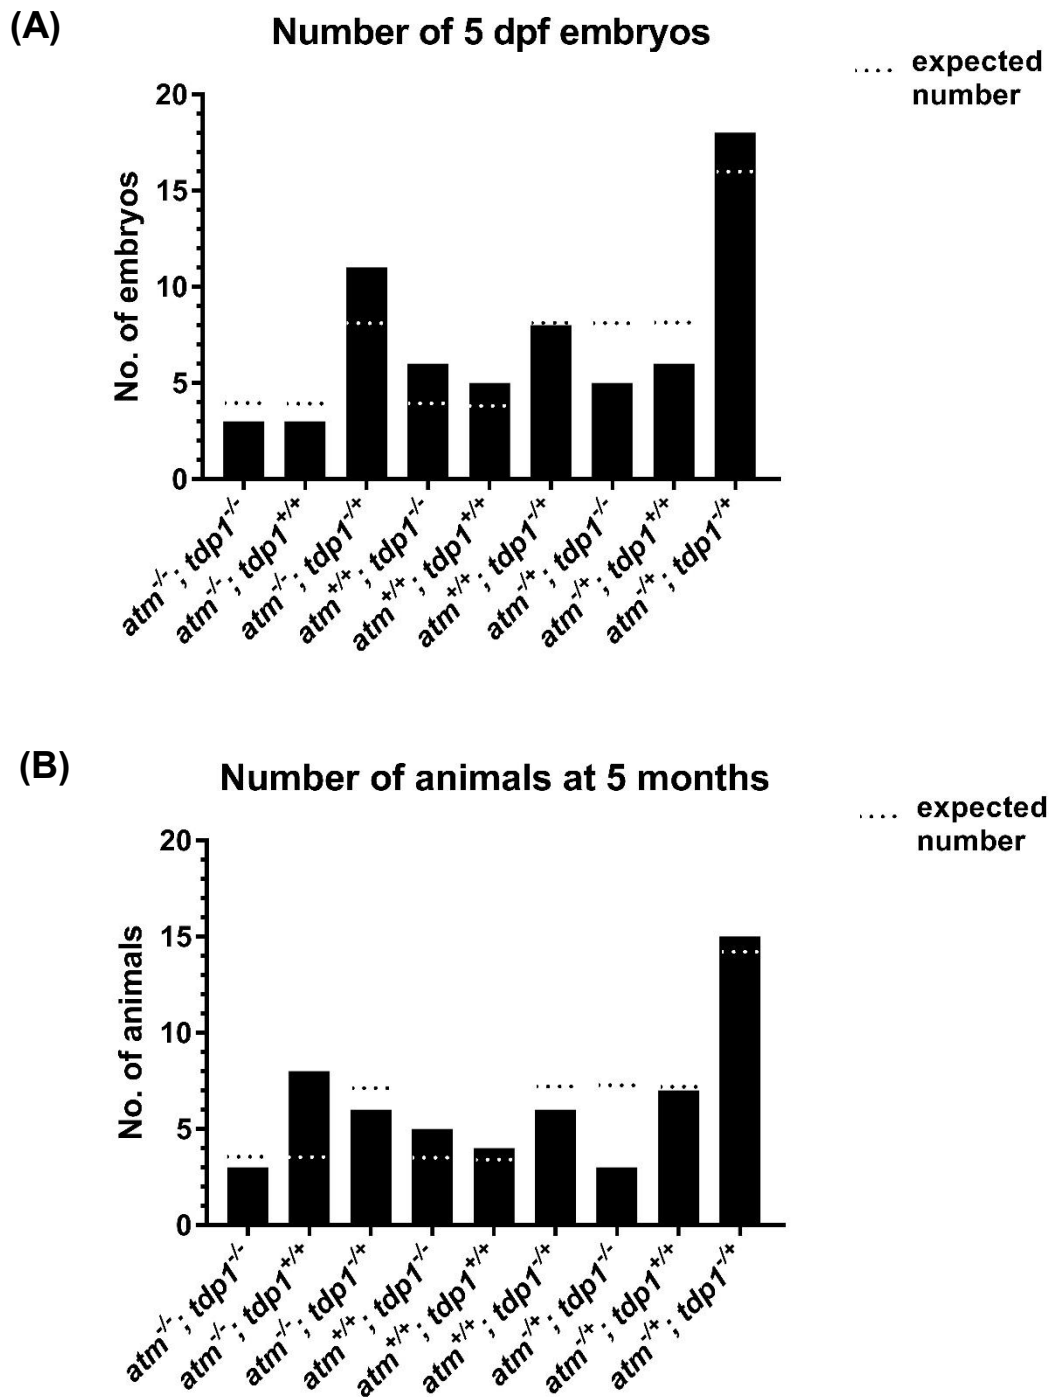 (A)
Number of 5 dpf embryos
expected
number
No. of embryos
20
15
10
5
0
atm-/-; tdp1-/-
atm-/-; tdp1+/+
atm-/-; tdp1-/+
atm+/+; tdp1-/-
atm+/+; tdp1+/+
atm+/+; tdp1-/+
atm-/+; tdp1-/-
atm-/+; tdp1+/+
atm-/+; tdp1-/+
(B)
Number of animals at 5 months
expected
number
No. of animals
20
15
10
5
0
atm-/-; tdp1-/-
atm-/-; tdp1+/+
atm-/-; tdp1-/+
atm+/+; tdp1-/-
atm+/+; tdp1+/+
atm+/+; tdp1-/+
atm-/+; tdp1-/-
atm-/+; tdp1+/+
atm-/+; tdp1-/+